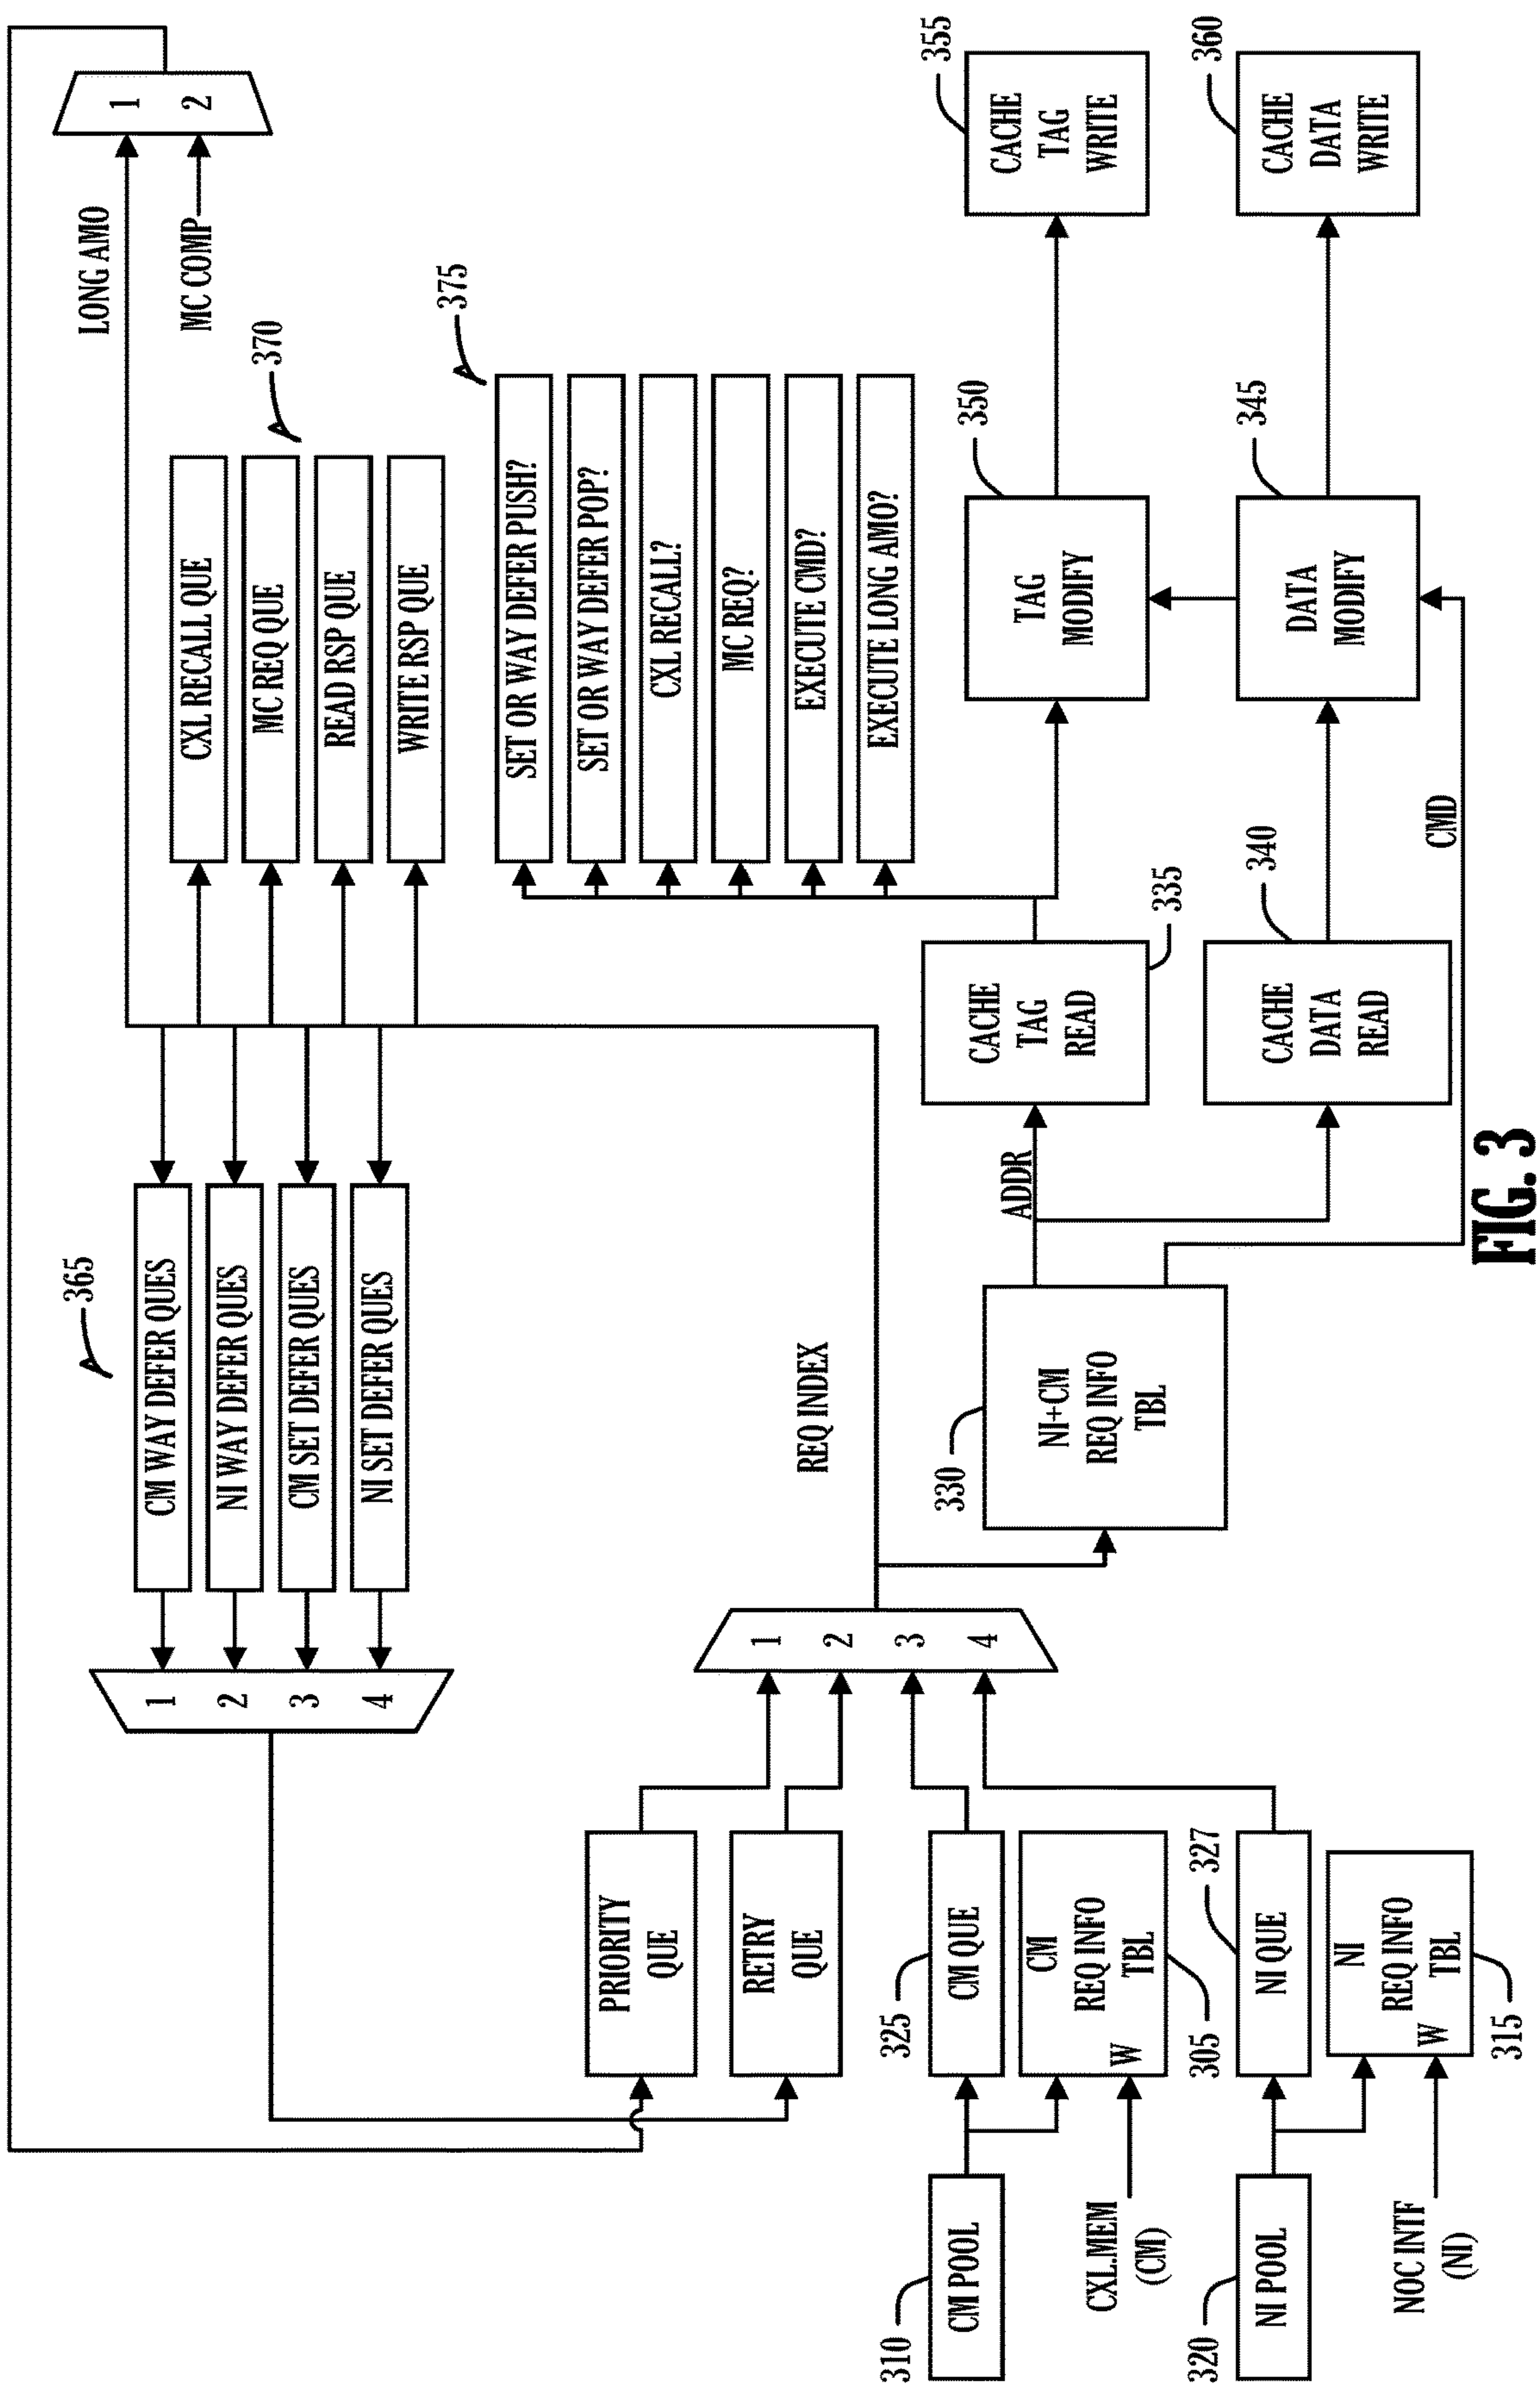 365
CM WAY DEFER QUES
NI WAY DEFER QUES
CM SET DEFER QUES
NI SET DEFER QUES
1
2
3
4
370
CXL RECALL QUE
MC REQ QUE
READ RSP QUE
WRITE RSP QUE
LONG AMO
MC COMP
1
2
375
SET OR WAY DEFER PUSH?
SET OR WAY DEFER POP?
CXL RECALL?
MC REQ?
EXECUTE CMD?
EXECUTE LONG AMO?
PRIORITY
QUE
RETRY
QUE
1
2
3
4
REQ INDEX
310
CM POOL
325
CM QUE
CM
REQ INFO
TBL
W
305
CXL.MEM
(CM)
320
NI POOL
327
NI QUE
NI
REQ INFO
TBL
W
315
NOC INTF
(NI)
330
NI+CM
REQ INFO
TBL
ADDR
CMD
CACHE
TAG
READ
335
CACHE
DATA
READ
340
350
TAG
MODIFY
345
DATA
MODIFY
355
CACHE
TAG
WRITE
360
CACHE
DATA
WRITE
FIG. 3